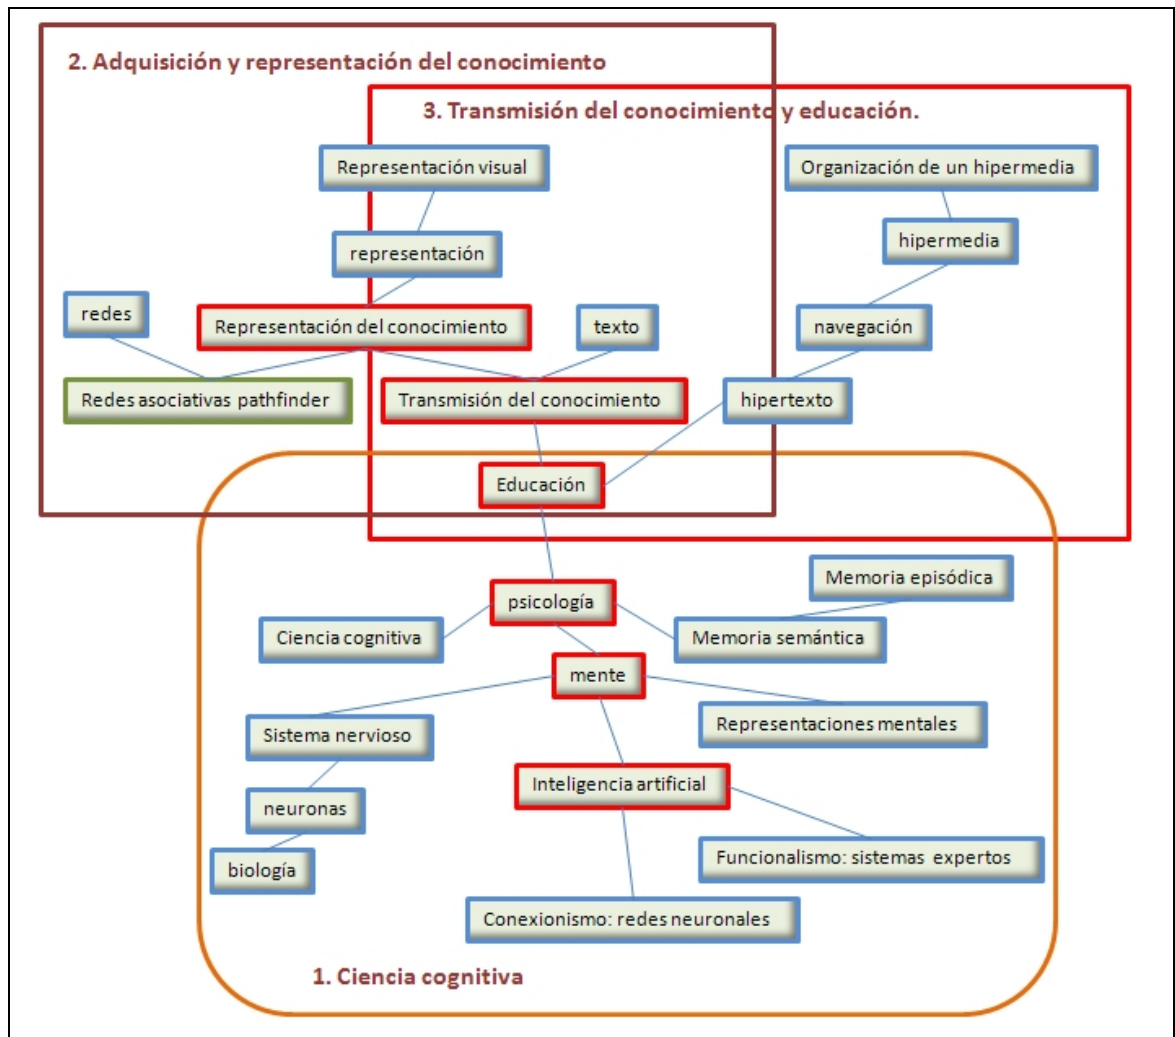 2. Adquisición y representación del conocimiento
3. Transmisión del conocimiento y educación.
Representación visual
Organización de un hipermedia
representación
hipermedia
redes
Representación del conocimiento
texto
navegación
Redes asociativas pathfinder
Transmisión del conocimiento
hipertexto
Educación
Memoria episódica
psicología
Ciencia cognitiva
Memoria semántica
mente
Sistema nervioso
Representaciones mentales
Inteligencia artificial
neuronas
Funcionalismo: sistemas expertos
biología
Conexionismo: redes neuronales
1. Ciencia cognitiva